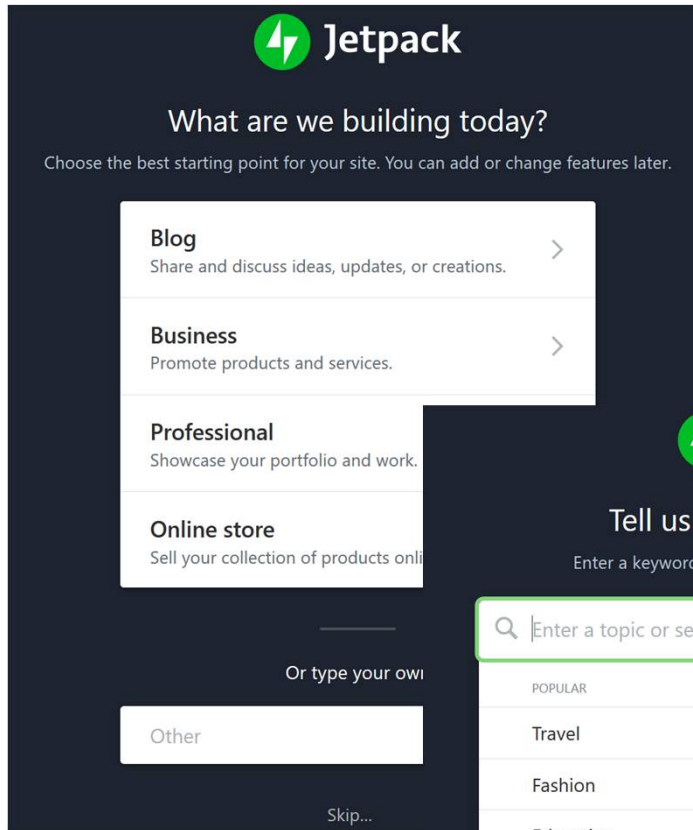 Jetpack
What are we building today?
Choose the best starting point for your site. You can add or change features later.
Blog
Share and discuss ideas, updates, or creations.
Business
Promote products and services.
Professional
Showcase your portfolio and work.
Online store
Sell your collection of products onli
Or type your own
Other
Skip...
Tell us
Enter a keyword
Enter a topic or se
POPULAR
Travel
Fashion